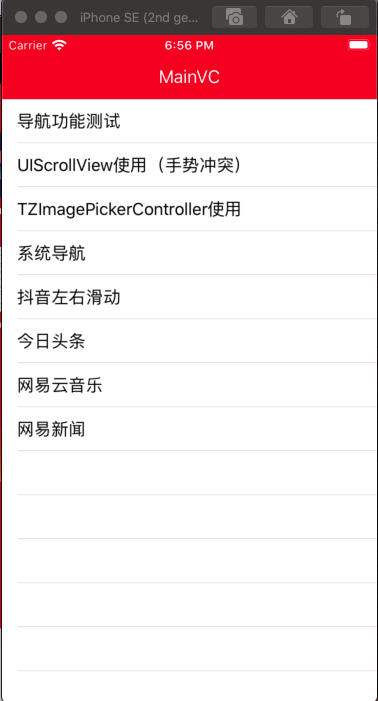 iPhone SE (2nd ge...
Carrier
6:56 PM
MainVC
导航功能测试
UIScrollView使用（手势冲突）
TZImagePickerController使用
系统导航
抖音左右滑动
今日头条
网易云音乐
网易新闻